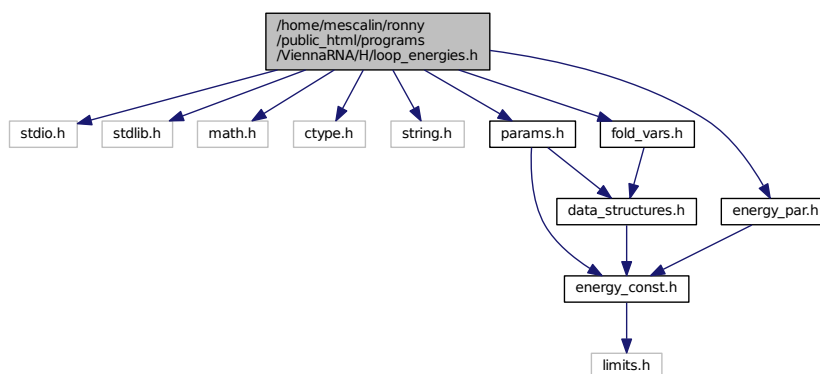 /home/mescalin/ronny
/public_html/programs
/ViennaRNA/H/loop_energies.h
stdio.h
stdlib.h
math.h
ctype.h
string.h
params.h
fold_vars.h
data_structures.h
energy_par.h
energy_const.h
limits.h